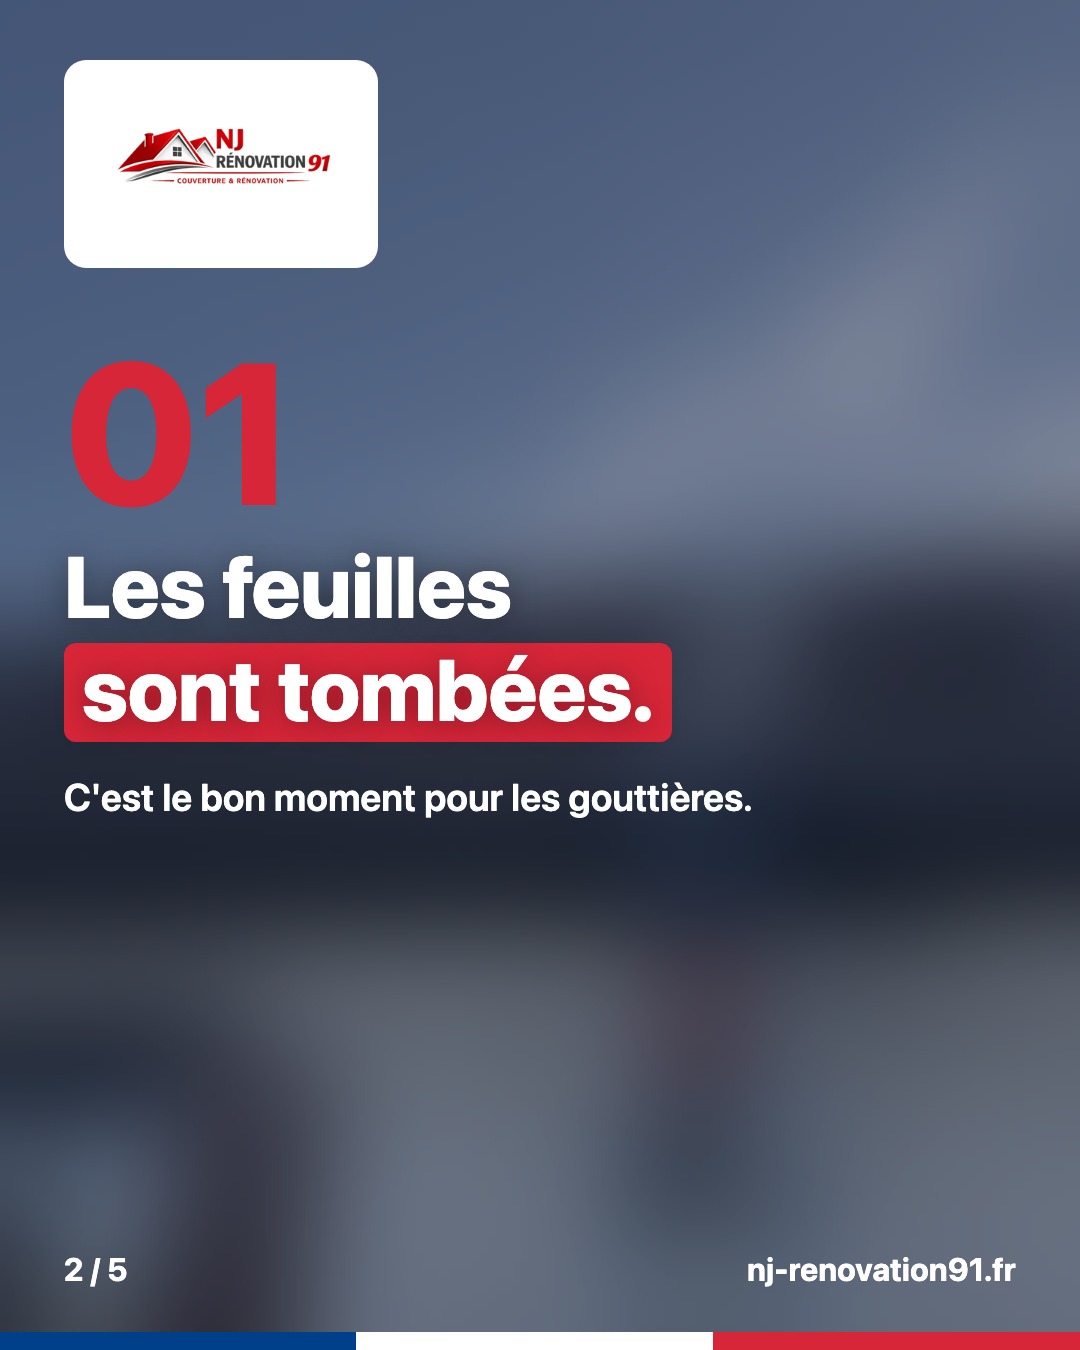 NJ
RÉNOVATION 91
COUVERTURE & RÉNOVATION
01
Les feuilles
sont tombées.
C'est le bon moment pour les gouttières.
2 / 5
nj-renovation91.fr